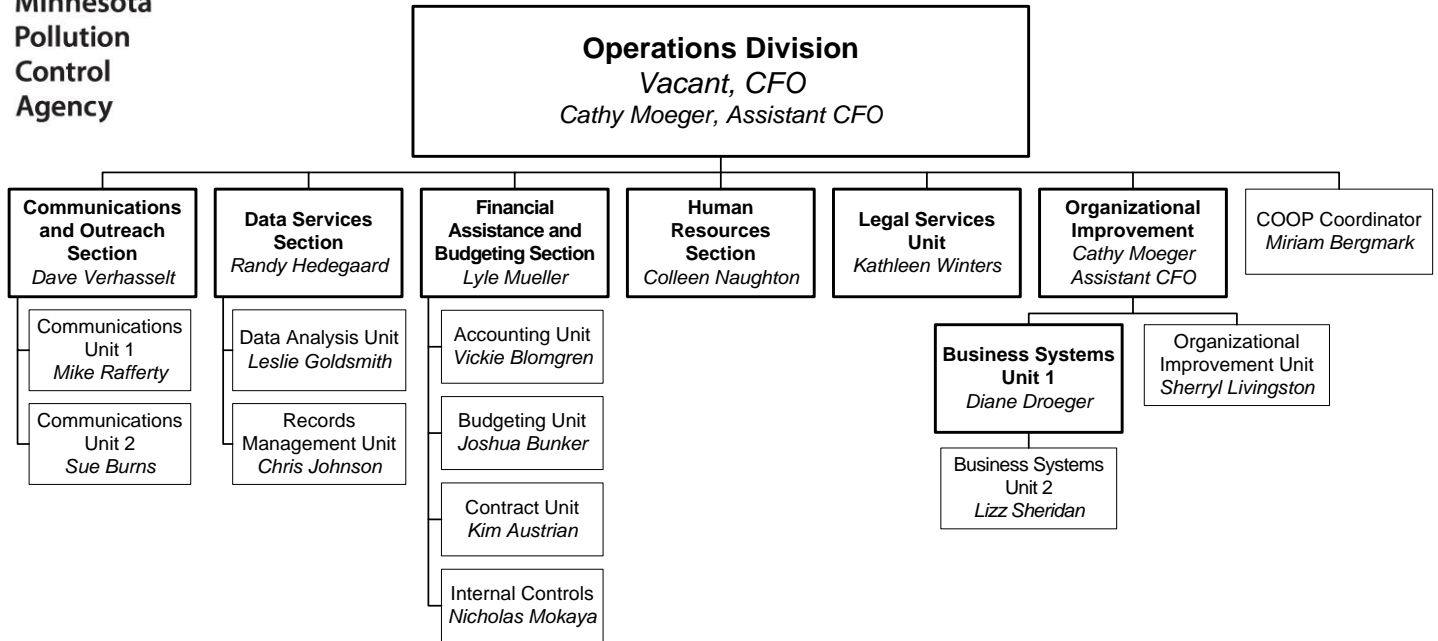 Minnesota
Pollution
Control
Agency
Operations Division
Vacant, CFO
Cathy Moeger, Assistant CFO
Communications
and Outreach
Section
Dave Verhasselt
Data Services
Section
Randy Hedegaard
Financial
Assistance and
Budgeting Section
Lyle Mueller
Human
Resources
Section
Colleen Naughton
Legal Services
Unit
Kathleen Winters
Organizational
Improvement
Cathy Moeger
Assistant CFO
COOP Coordinator
Miriam Bergmark
Communications
Unit 1
Mike Rafferty
Communications
Unit 2
Sue Burns
Data Analysis Unit
Leslie Goldsmith
Records
Management Unit
Chris Johnson
Accounting Unit
Vickie Blomgren
Budgeting Unit
Joshua Bunker
Contract Unit
Kim Austrian
Internal Controls
Nicholas Mokaya
Business Systems
Unit 1
Diane Droeger
Organizational
Improvement Unit
Sherryl Livingston
Business Systems
Unit 2
Lizz Sheridan